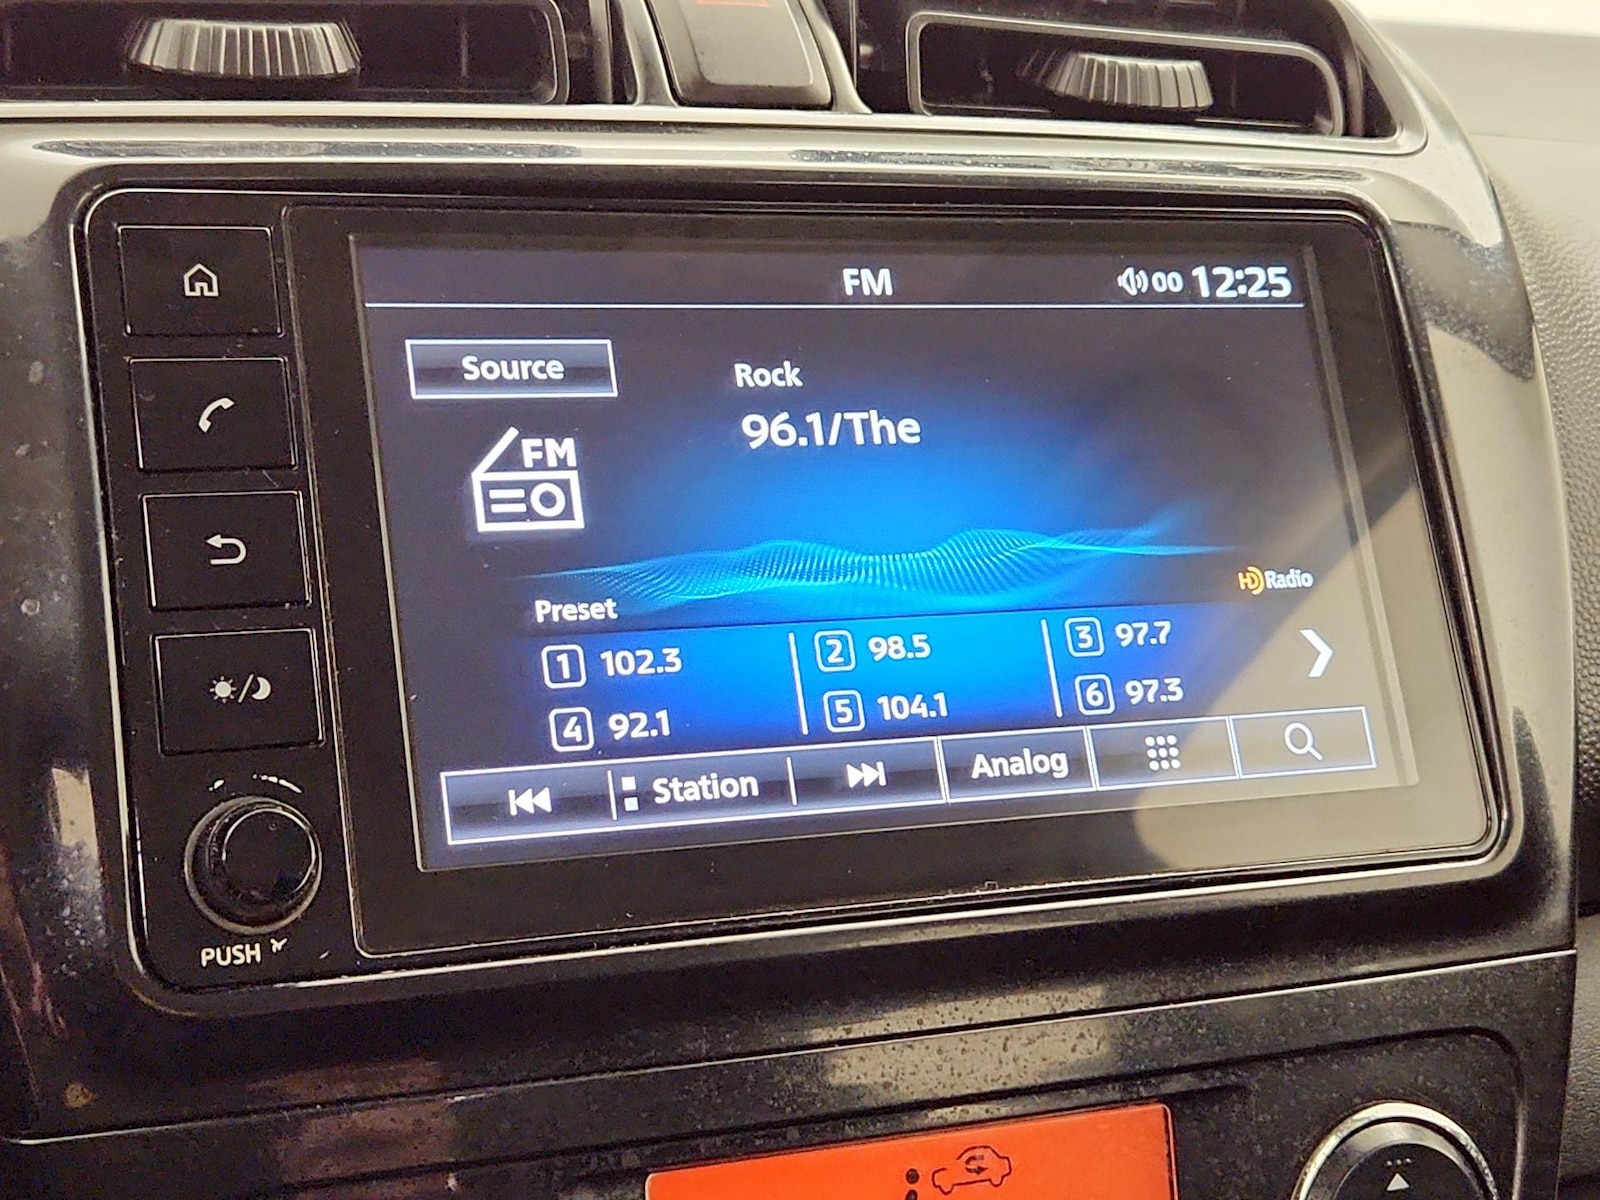 FM
00 12:25
Source
Rock
96.1/The
FM
HD Radio
Preset
1 102.3
2 98.5
3 97.7
4 92.1
5 104.1
6 97.3
Station
Analog
PUSH